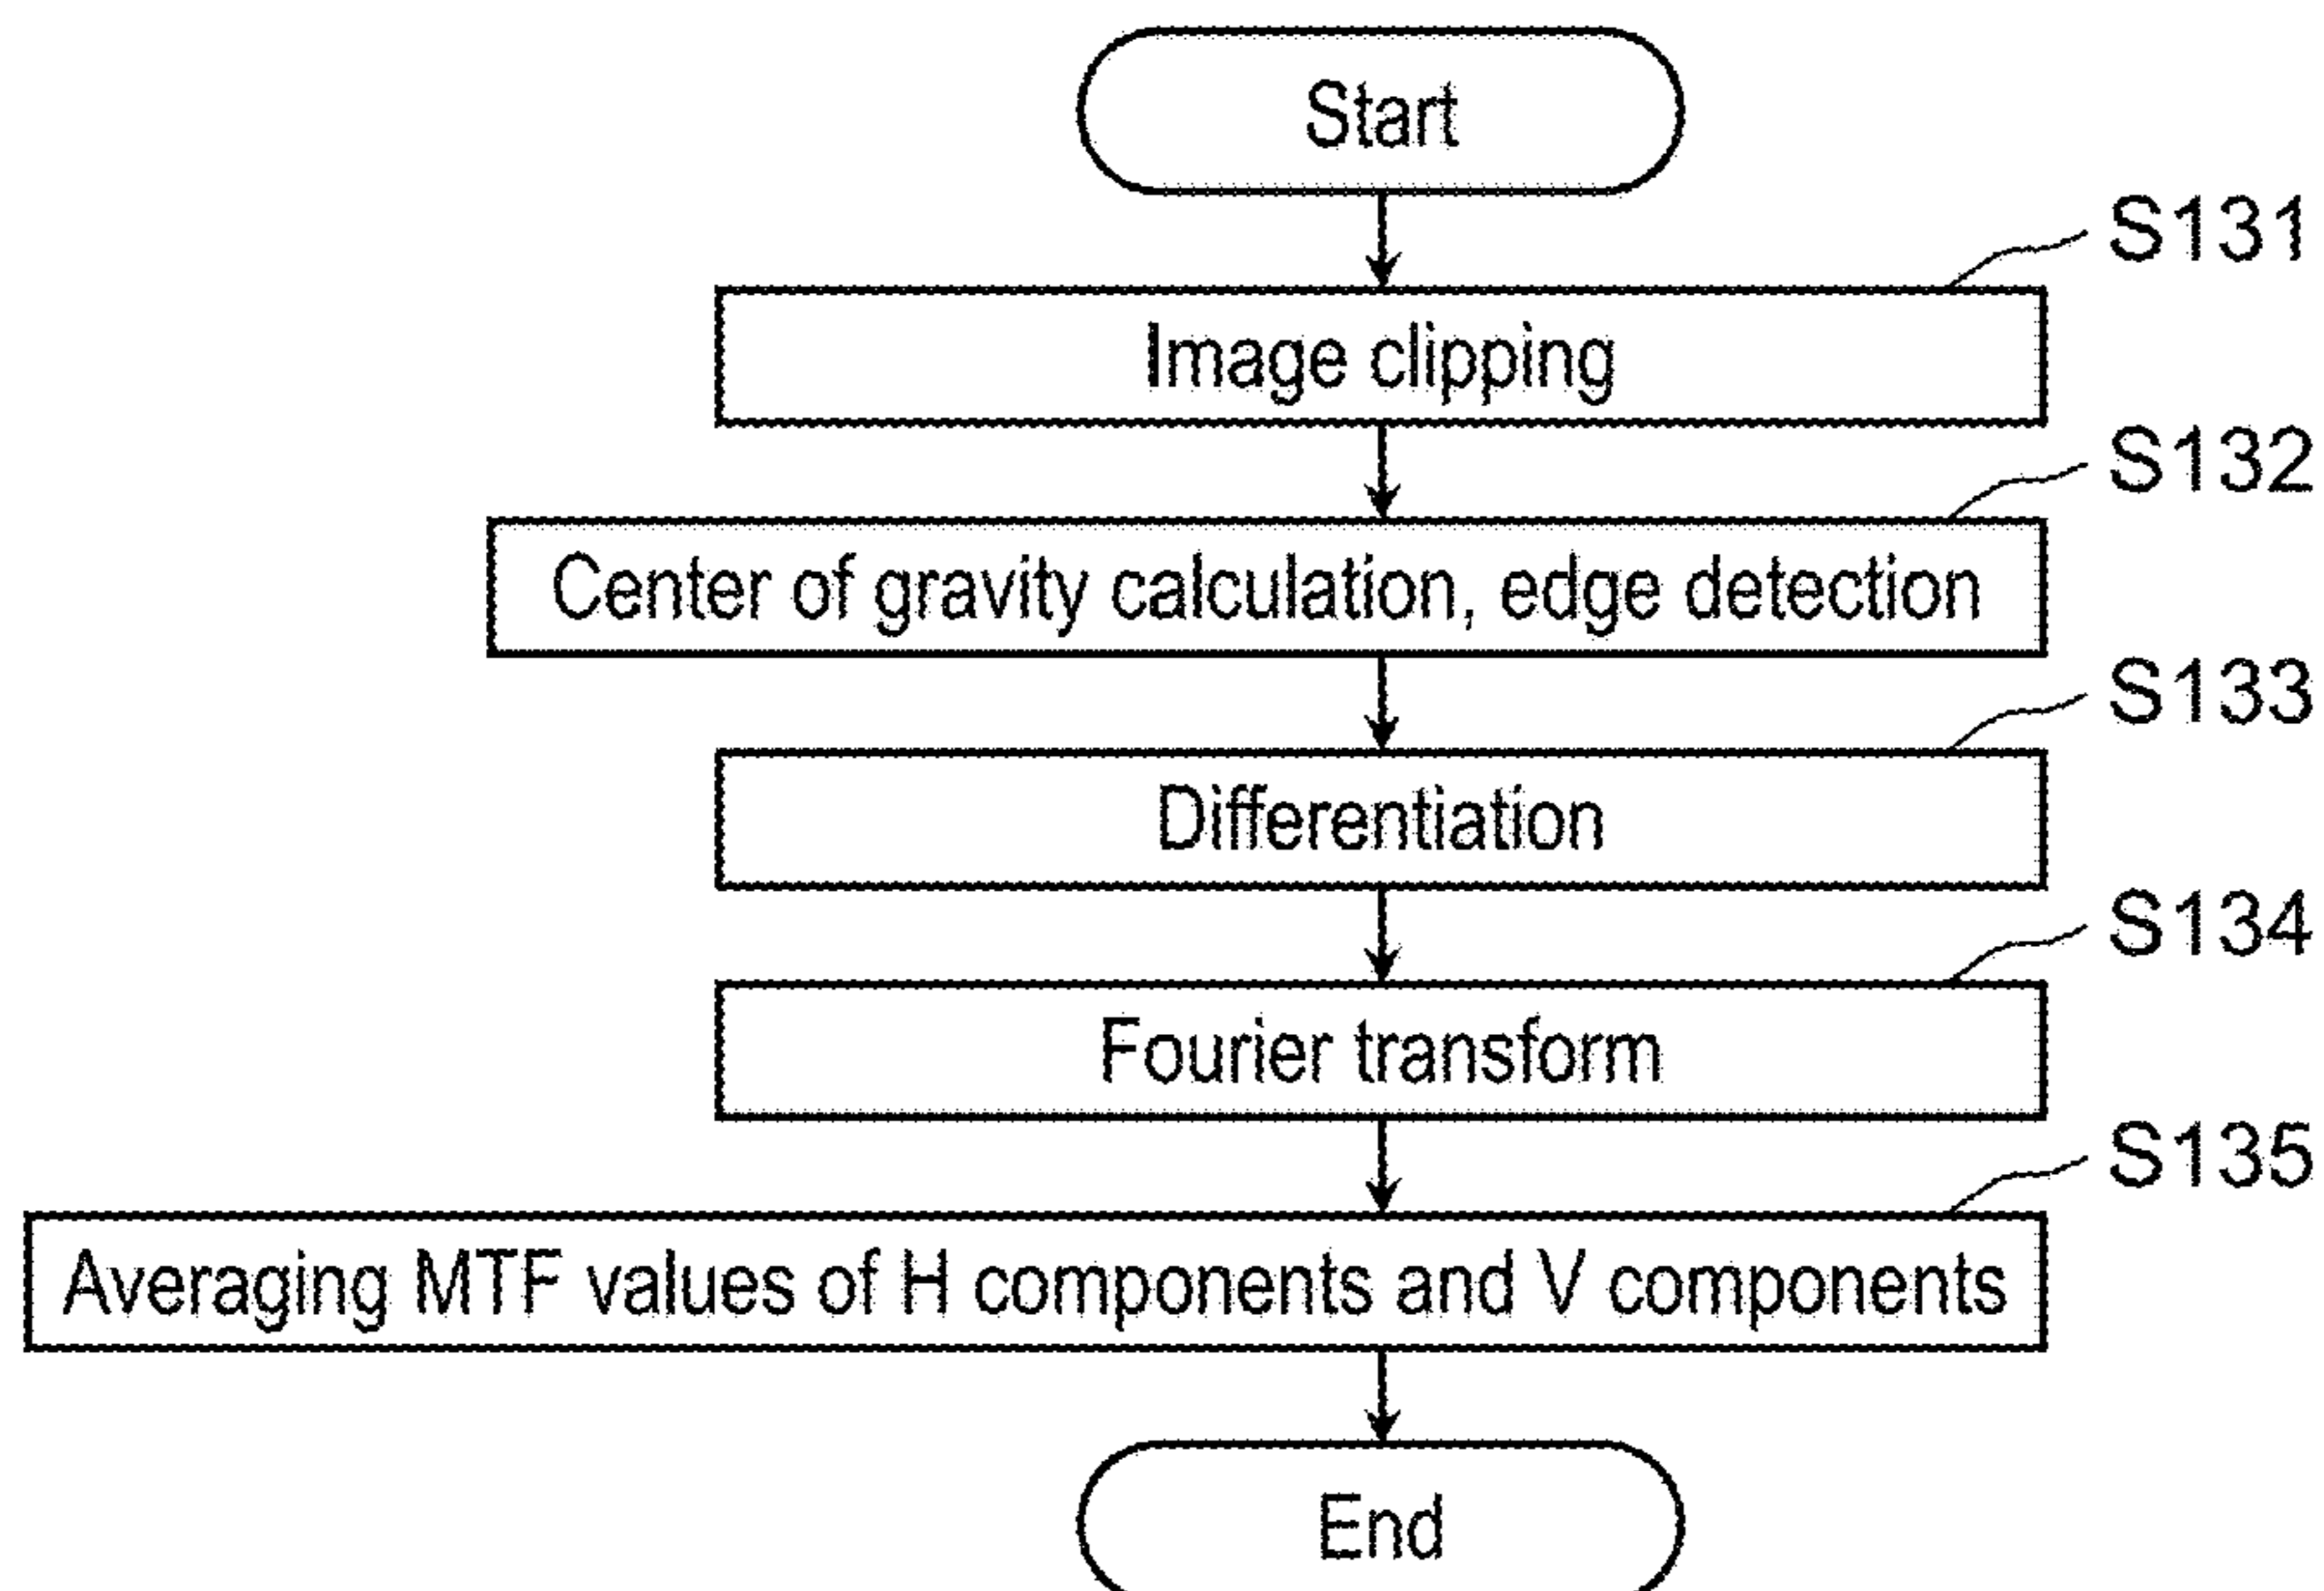 Start
S131
Image clipping
S132
Center of gravity calculation, edge detection
S133
Differentiation
S134
Fourier transform
S135
Averaging MTF values of H components and V components
End